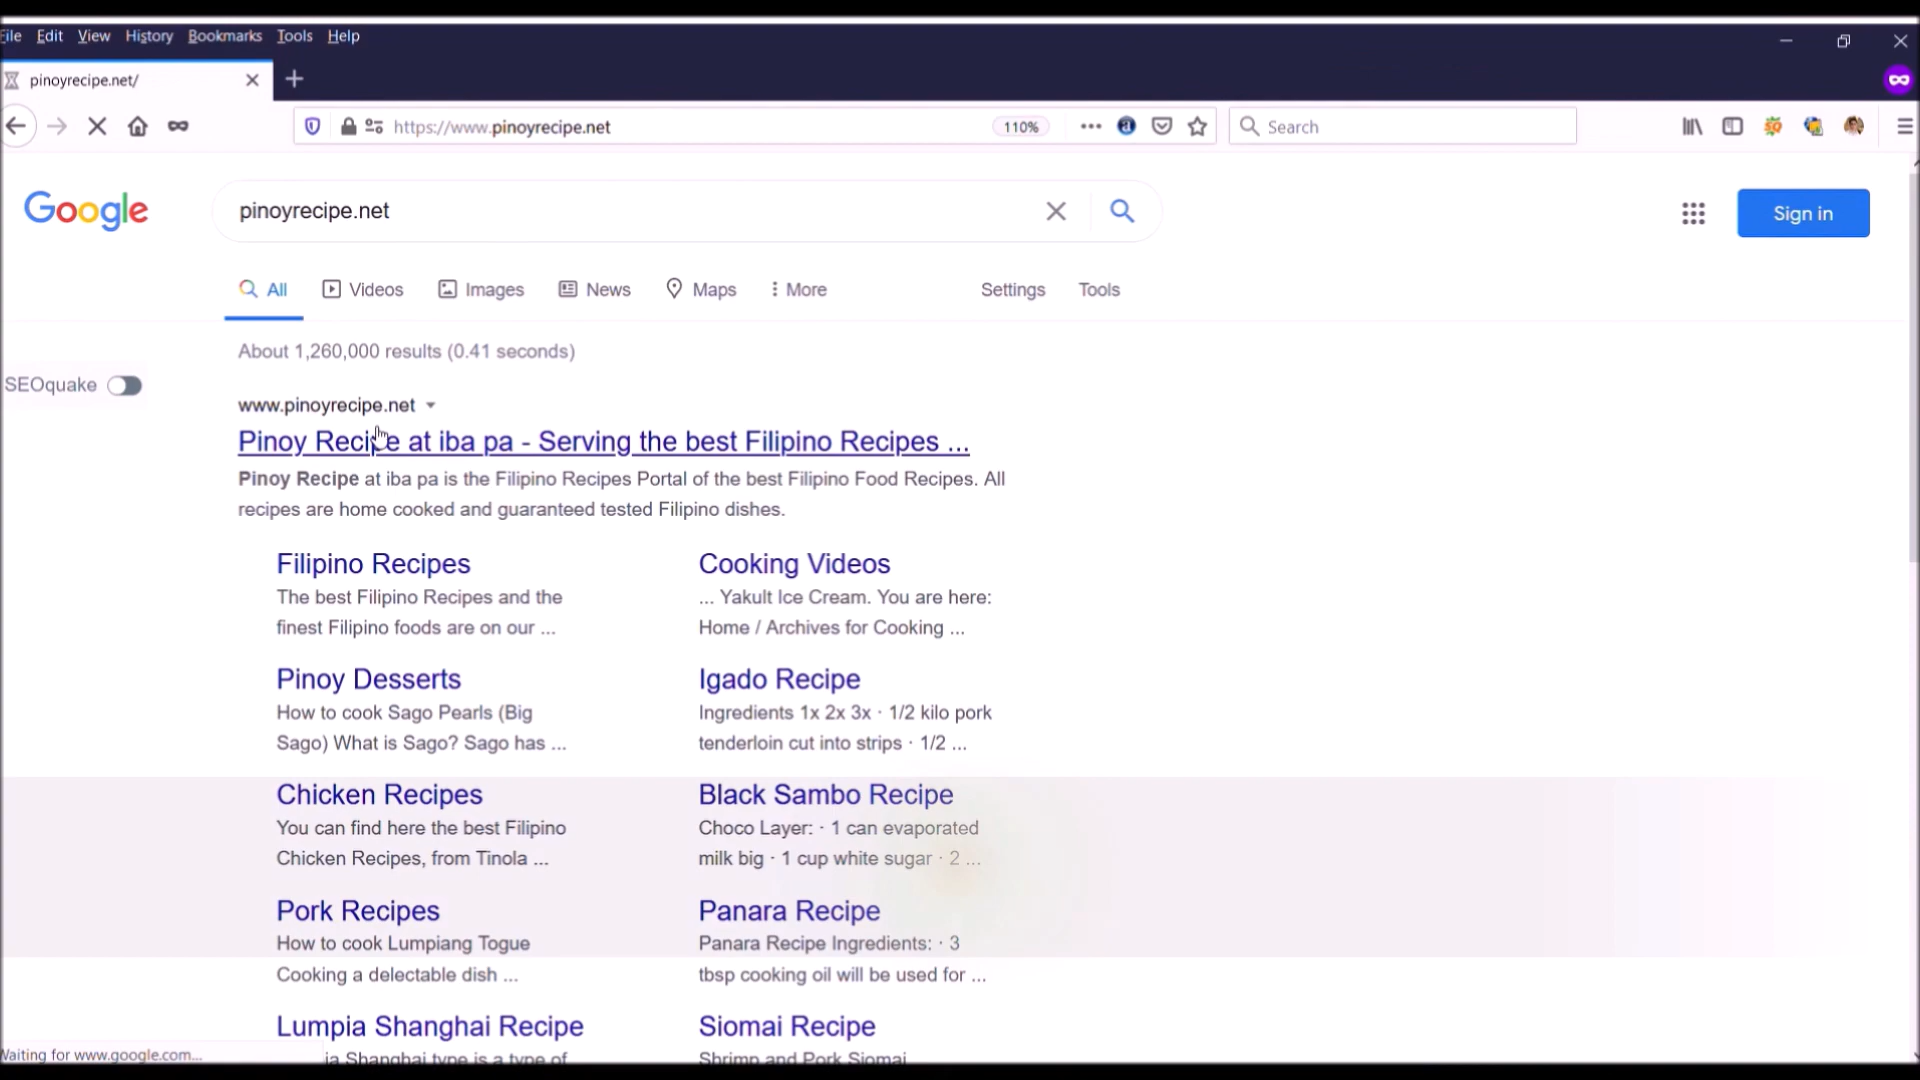 File Edit View History Bookmarks Tools Help
pinoyrecipe.net/
https://www.pinoyrecipe.net 110% Search
Google pinoyrecipe.net Sign in
All Videos Images News Maps More Settings Tools
About 1,260,000 results (0.41 seconds)
SEOquake
www.pinoyrecipe.net
Pinoy Recipe at iba pa - Serving the best Filipino Recipes ...
Pinoy Recipe at iba pa is the Filipino Recipes Portal of the best Filipino Food Recipes. All
recipes are home cooked and guaranteed tested Filipino dishes.
Filipino Recipes
The best Filipino Recipes and the
finest Filipino foods are on our ...
Cooking Videos
... Yakult Ice Cream. You are here:
Home / Archives for Cooking ...
Pinoy Desserts
How to cook Sago Pearls (Big
Sago) What is Sago? Sago has ...
Igado Recipe
Ingredients 1x 2x 3x · 1/2 kilo pork
tenderloin cut into strips · 1/2 ...
Chicken Recipes
You can find here the best Filipino
Chicken Recipes, from Tinola ...
Black Sambo Recipe
Choco Layer: · 1 can evaporated
milk big · 1 cup white sugar · 2 ...
Pork Recipes
How to cook Lumpiang Togue
Cooking a delectable dish ...
Panara Recipe
Panara Recipe Ingredients: · 3
tbsp cooking oil will be used for ...
Lumpia Shanghai Recipe
Shanghai type is a type of
Siomai Recipe
Shrimp and Pork Siomai
Waiting for www.google.com...